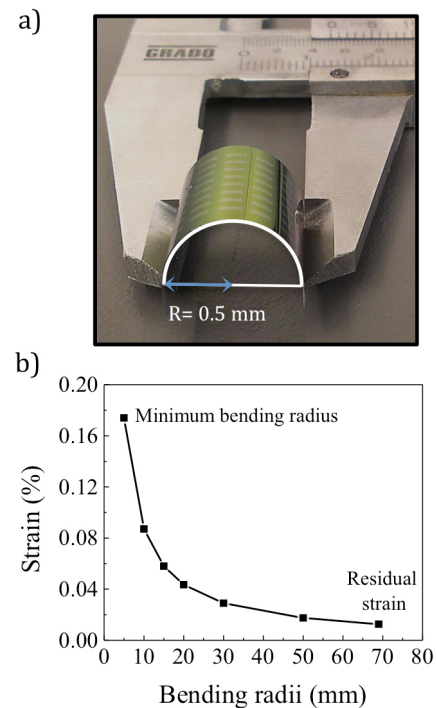 a)
GRADO
R= 0.5 mm
b)
0.20
0.16
0.12
0.08
0.04
0.00
Strain (%)
Minimum bending radius
Residual
strain
0 10 20 30 40 50 60 70 80
Bending radii (mm)